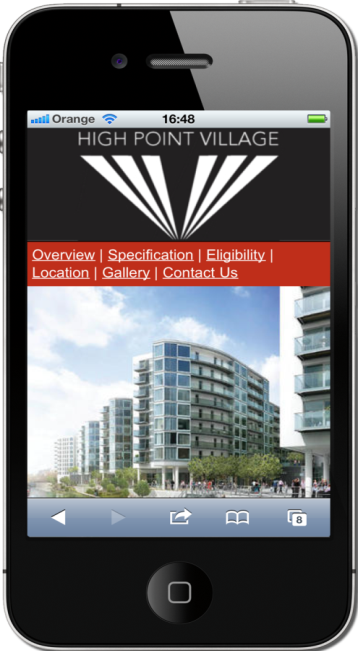 Orange 16:48
HIGH POINT VILLAGE
Overview | Specification | Eligibility |
Location | Gallery | Contact Us
8